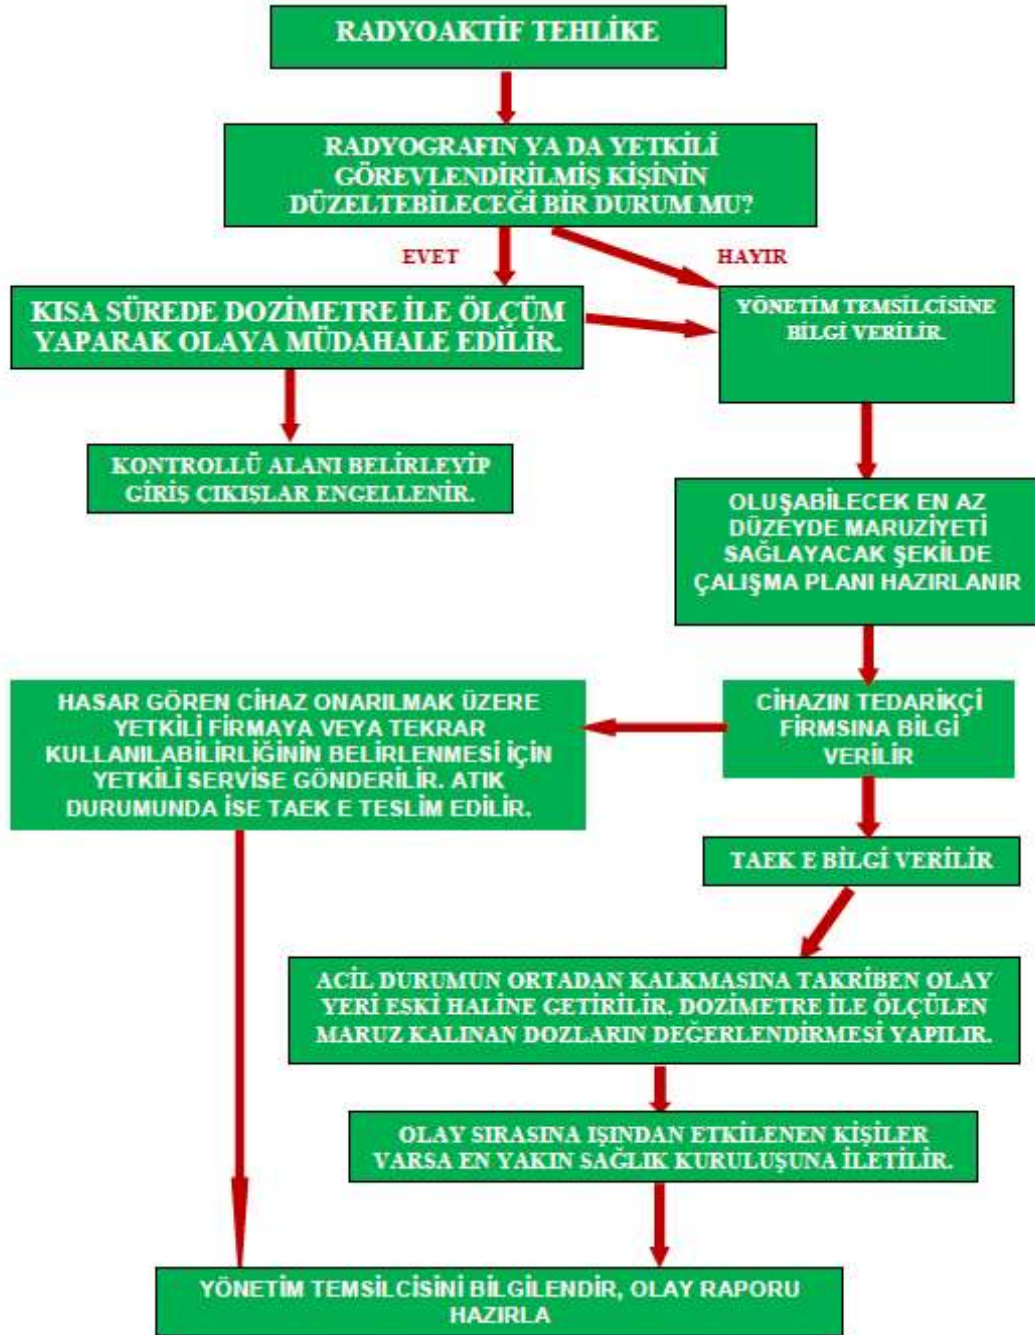 RADYOAKTİF TEHLİKE
RADYOGRAFIN YA DA YETKİLİ
GÖREVLENDİRİLMİŞ KİŞİNİN
DÜZELTEBİLECEĞİ BİR DURUM MU?
EVET
HAYIR
KISA SÜREDE DOZİMETRE İLE ÖLÇÜM
YAPARAK OLAYA MÜDAHALE EDİLİR.
YÖNETİM TEMSİLCİSİNE
BİLGİ VERİLİR.
KONTROLLÜ ALANI BELİRLEYİP
GİRİŞ ÇIKIŞLAR ENGELLENİR.
OLUŞABİLECEK EN AZ
DÜZEYDE MARUZİYETİ
SAĞLAYACAK ŞEKİLDE
ÇALIŞMA PLANI HAZIRLANIR
HASAR GÖREN CİHAZ ONARILMAK ÜZERE
YETKİLİ FİRMAYA VEYA TEKRAR
KULLANILABİLİRLİĞİNİN BELİRLENMESİ İÇİN
YETKİLİ SERVİSE GÖNDERİLİR. ATIK
DURUMUNDA İSE TAEK E TESLİM EDİLİR.
CİHAZIN TEDARİKÇİ
FİRMSINA BİLGİ
VERİLİR
TAEK E BİLGİ VERİLİR
ACİL DURUMUN ORTADAN KALKMASINA TAKRİBEN OLAY
YERİ ESKİ HALİNE GETİRİLİR. DOZİMETRE İLE ÖLÇÜLEN
MARUZ KALINAN DOZLARIN DEĞERLENDİRMESİ YAPILIR.
OLAY SIRASINA IŞINDAN ETKİLENEN KİŞİLER
VARSA EN YAKIN SAĞLIK KURULUŞUNA İLETİLİR.
YÖNETİM TEMSİLCİSİNİ BİLGİLENDİR, OLAY RAPORU
HAZIRLA